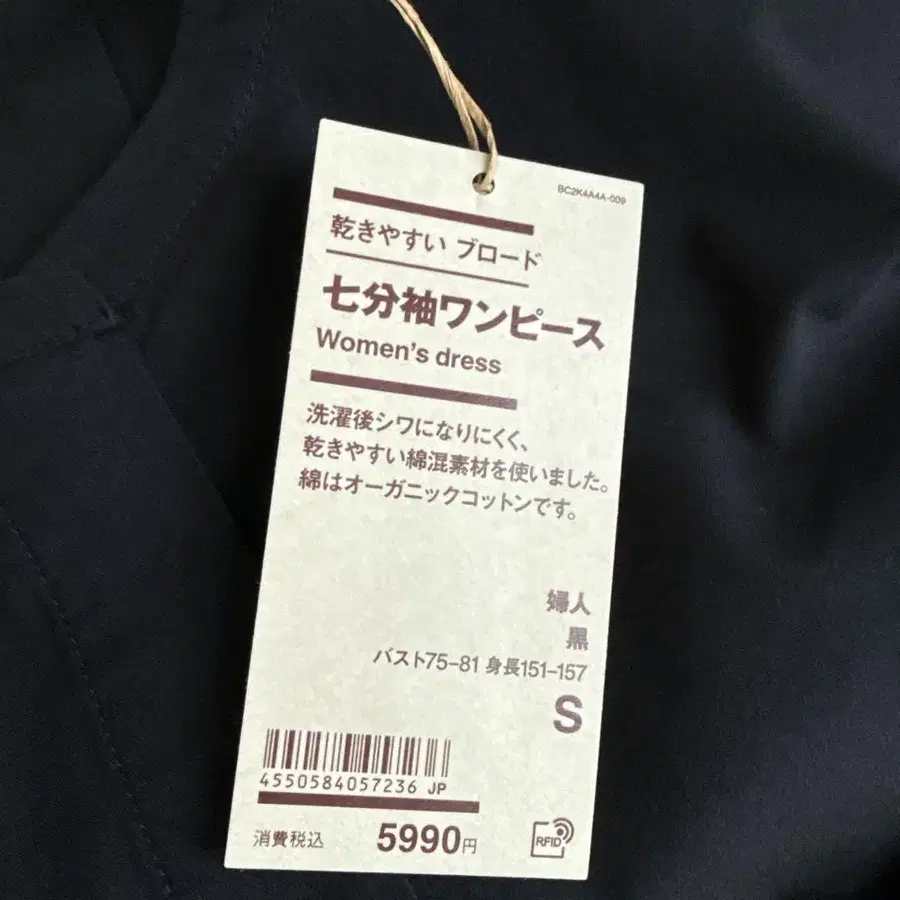 BC2K4A4A-009
乾きやすい ブロード
七分袖ワンピース
Women's dress
洗濯後シワになりにくく、
乾きやすい綿混素材を使いました。
綿はオーガニックコットンです。
婦人
黒
バスト75-81 身長151-157
S
4550584057236 JP
消費税込 5990円
RFID